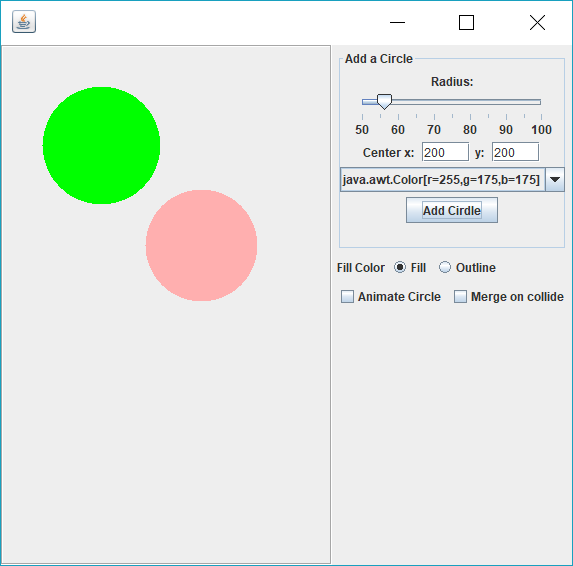 Add a Circle
Radius:
50 60 70 80 90 100
Center x: 200 y: 200
java.awt.Color[r=255,g=175,b=175]
Add Cirdle
Fill Color Fill Outline
Animate Circle Merge on collide